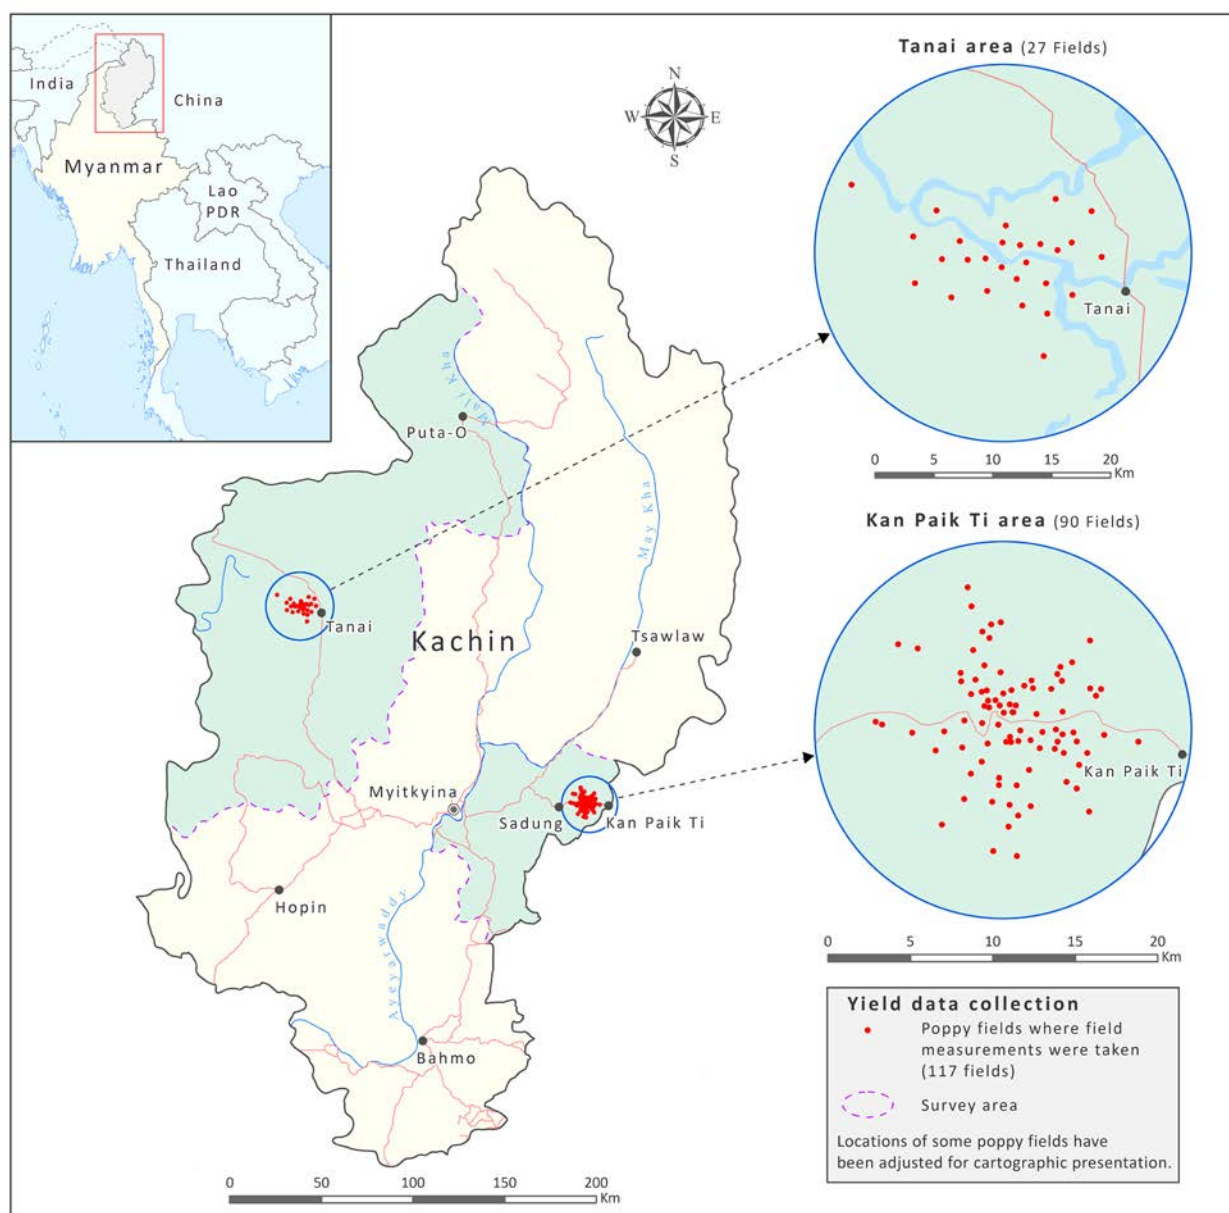 India
China
Myanmar
Lao
PDR
Thailand
N
W
E
S
Tanai area (27 Fields)
Tanai
0 5 10 15 20
Km
Kan Paik Ti area (90 Fields)
Kan Paik Ti
0 5 10 15 20
Km
Mali Kha
Puta-O
May Kha
Tanai
Kachin
Tsawlaw
Myitkyina
Sadung
Kan Paik Ti
Hopin
Ayeyarwaddy
Bahmo
0 50 100 150 200
Km
Yield data collection
Poppy fields where field
measurements were taken
(117 fields)
Survey area
Locations of some poppy fields have
been adjusted for cartographic presentation.